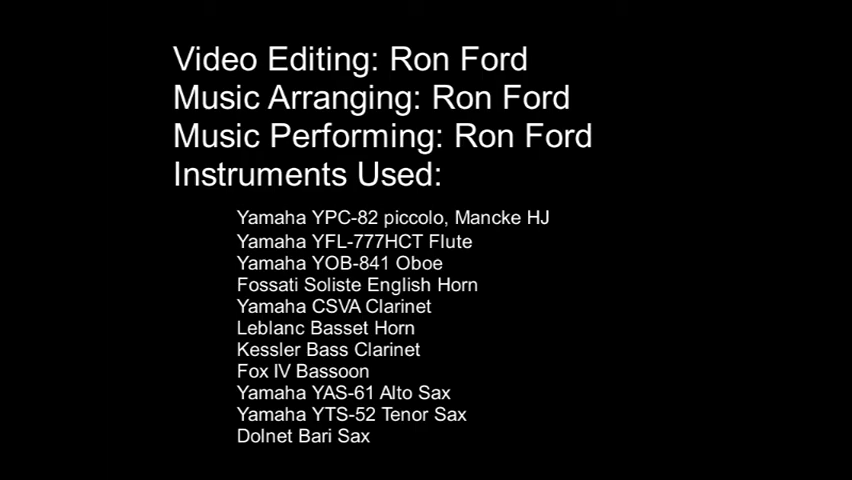 Video Editing: Ron Ford
Music Arranging: Ron Ford
Music Performing: Ron Ford
Instruments Used:
Yamaha YPC-82 piccolo, Mancke HJ
Yamaha YFL-777HCT Flute
Yamaha YOB-841 Oboe
Fossati Soliste English Horn
Yamaha CSVA Clarinet
Leblanc Basset Horn
Kessler Bass Clarinet
Fox IV Bassoon
Yamaha YAS-61 Alto Sax
Yamaha YTS-52 Tenor Sax
Dolnet Bari Sax